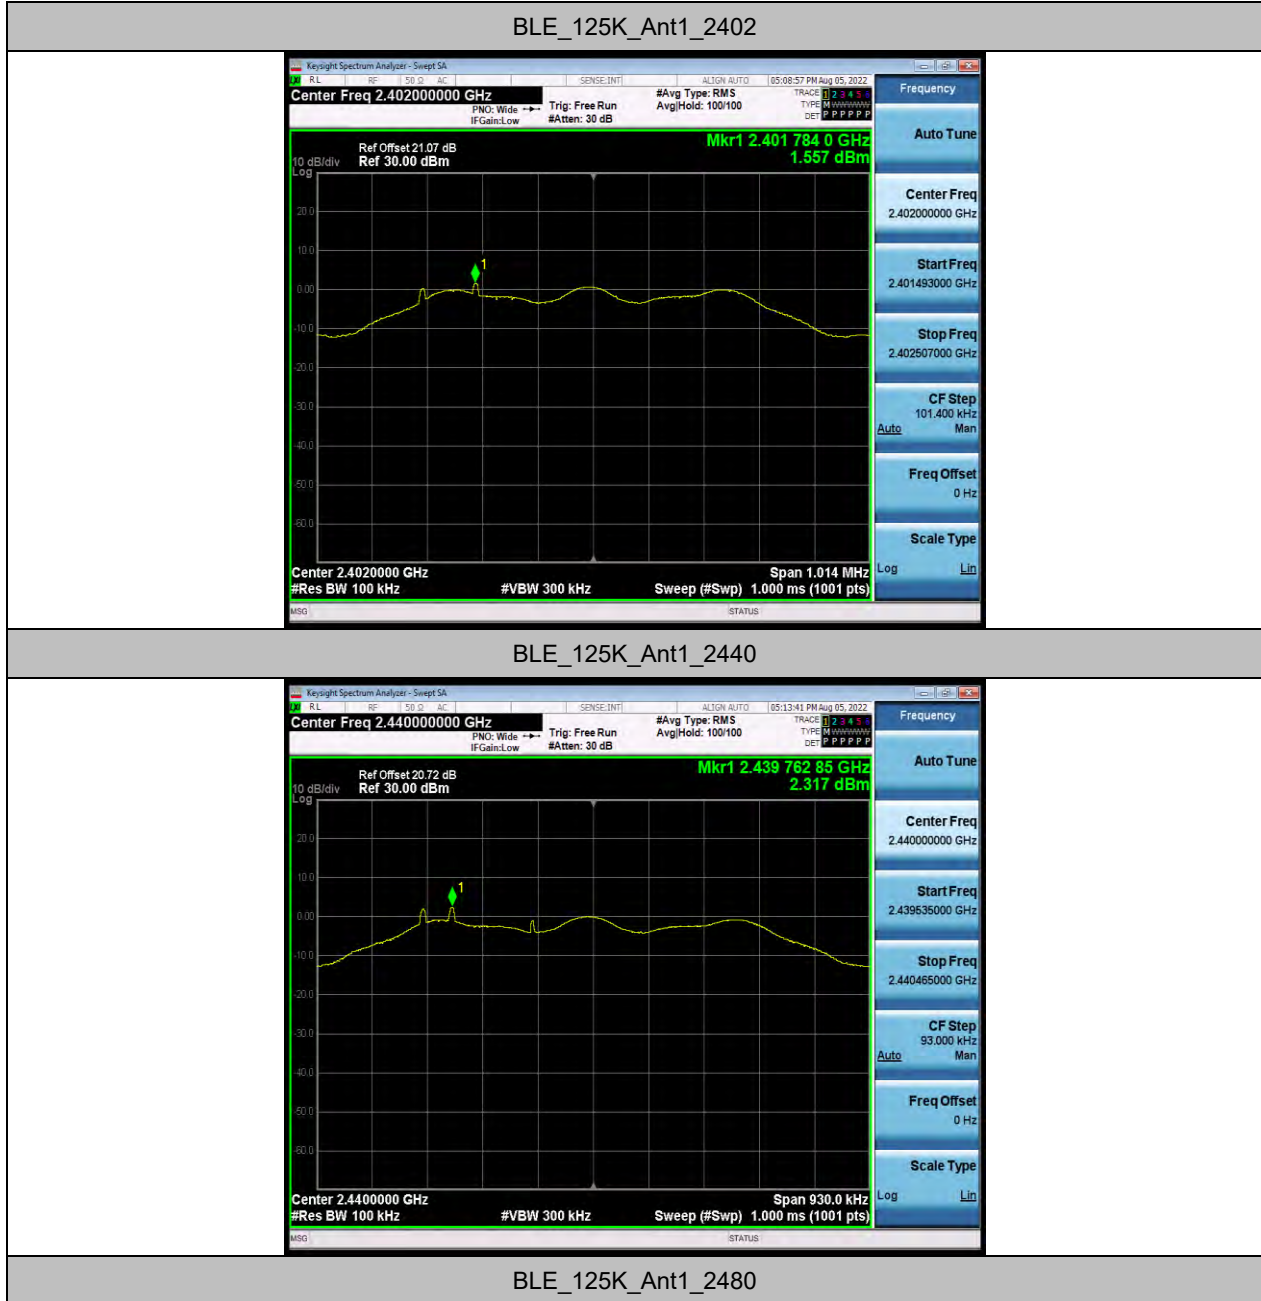 BLE_125K_Ant1_2402
Keysight Spectrum Analyzer - Swept SA
RL RF 50 Ω AC SENSE:INT ALIGN AUTO 05:08:57 PM Aug 05, 2022
Center Freq 2.402000000 GHz
PNO: Wide
IFGain:Low
Trig: Free Run
#Atten: 30 dB
#Avg Type: RMS
Avg|Hold: 100/100
TRACE 1 2 3 4 5 6
TYPE M WWWWW
DET P P P P P P
Mkr1 2.401 784 0 GHz
1.557 dBm
Ref Offset 21.07 dB
10 dB/div Ref 30.00 dBm
Log
20.0
10.0
1
0.00
-10.0
-20.0
-30.0
-40.0
-50.0
-60.0
Center 2.4020000 GHz Span 1.014 MHz
#Res BW 100 kHz #VBW 300 kHz Sweep (#Swp) 1.000 ms (1001 pts)
MSG STATUS
Frequency
Auto Tune
Center Freq
2.402000000 GHz
Start Freq
2.401493000 GHz
Stop Freq
2.402507000 GHz
CF Step
101.400 kHz
Auto Man
Freq Offset
0 Hz
Scale Type
Log Lin
BLE_125K_Ant1_2440
Keysight Spectrum Analyzer - Swept SA
RL RF 50 Ω AC SENSE:INT ALIGN AUTO 05:13:41 PM Aug 05, 2022
Center Freq 2.440000000 GHz
PNO: Wide
IFGain:Low
Trig: Free Run
#Atten: 30 dB
#Avg Type: RMS
Avg|Hold: 100/100
TRACE 1 2 3 4 5 6
TYPE M WWWWW
DET P P P P P P
Mkr1 2.439 762 85 GHz
2.317 dBm
Ref Offset 20.72 dB
10 dB/div Ref 30.00 dBm
Log
20.0
10.0
1
0.00
-10.0
-20.0
-30.0
-40.0
-50.0
-60.0
Center 2.4400000 GHz Span 930.0 kHz
#Res BW 100 kHz #VBW 300 kHz Sweep (#Swp) 1.000 ms (1001 pts)
MSG STATUS
Frequency
Auto Tune
Center Freq
2.440000000 GHz
Start Freq
2.439535000 GHz
Stop Freq
2.440465000 GHz
CF Step
93.000 kHz
Auto Man
Freq Offset
0 Hz
Scale Type
Log Lin
BLE_125K_Ant1_2480